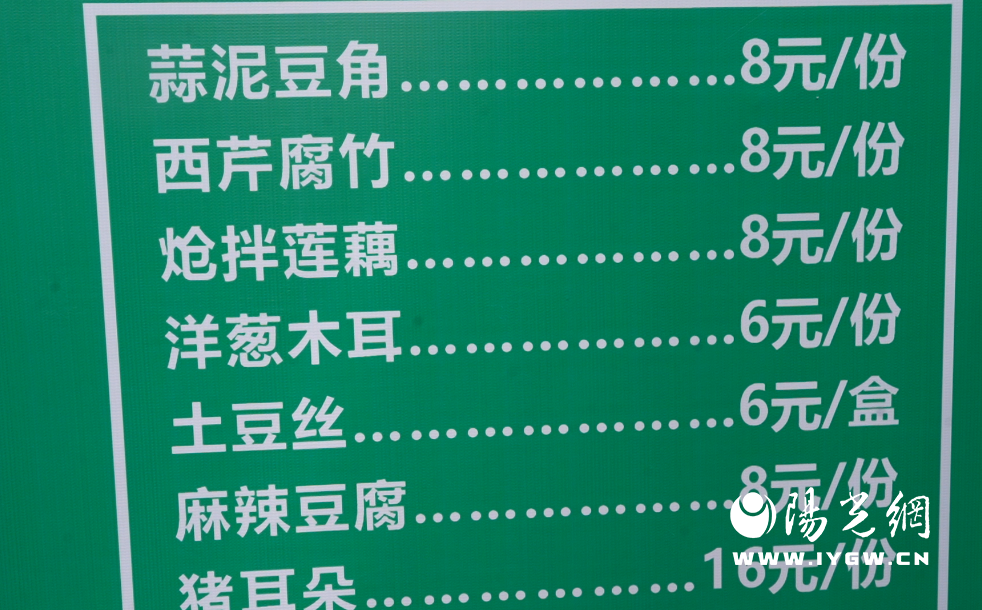 蒜泥豆角……………………8元/份
西芹腐竹……………………8元/份
炝拌莲藕……………………8元/份
洋葱木耳……………………6元/份
土豆丝………………………6元/盒
麻辣豆腐……………………8元/份
猪耳朵………………………16元/份
陽光網
WWW.IYGW.CN